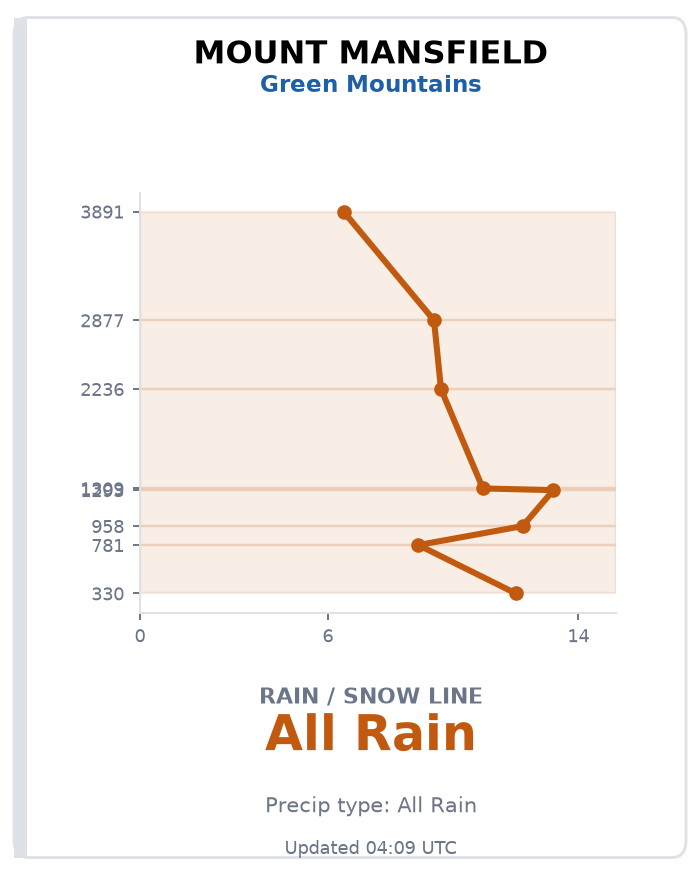 MOUNT MANSFIELD
Green Mountains
3891
2877
2236
958
781
330
0 6 14
RAIN / SNOW LINE
All Rain
Precip type: All Rain
Updated 04:09 UTC